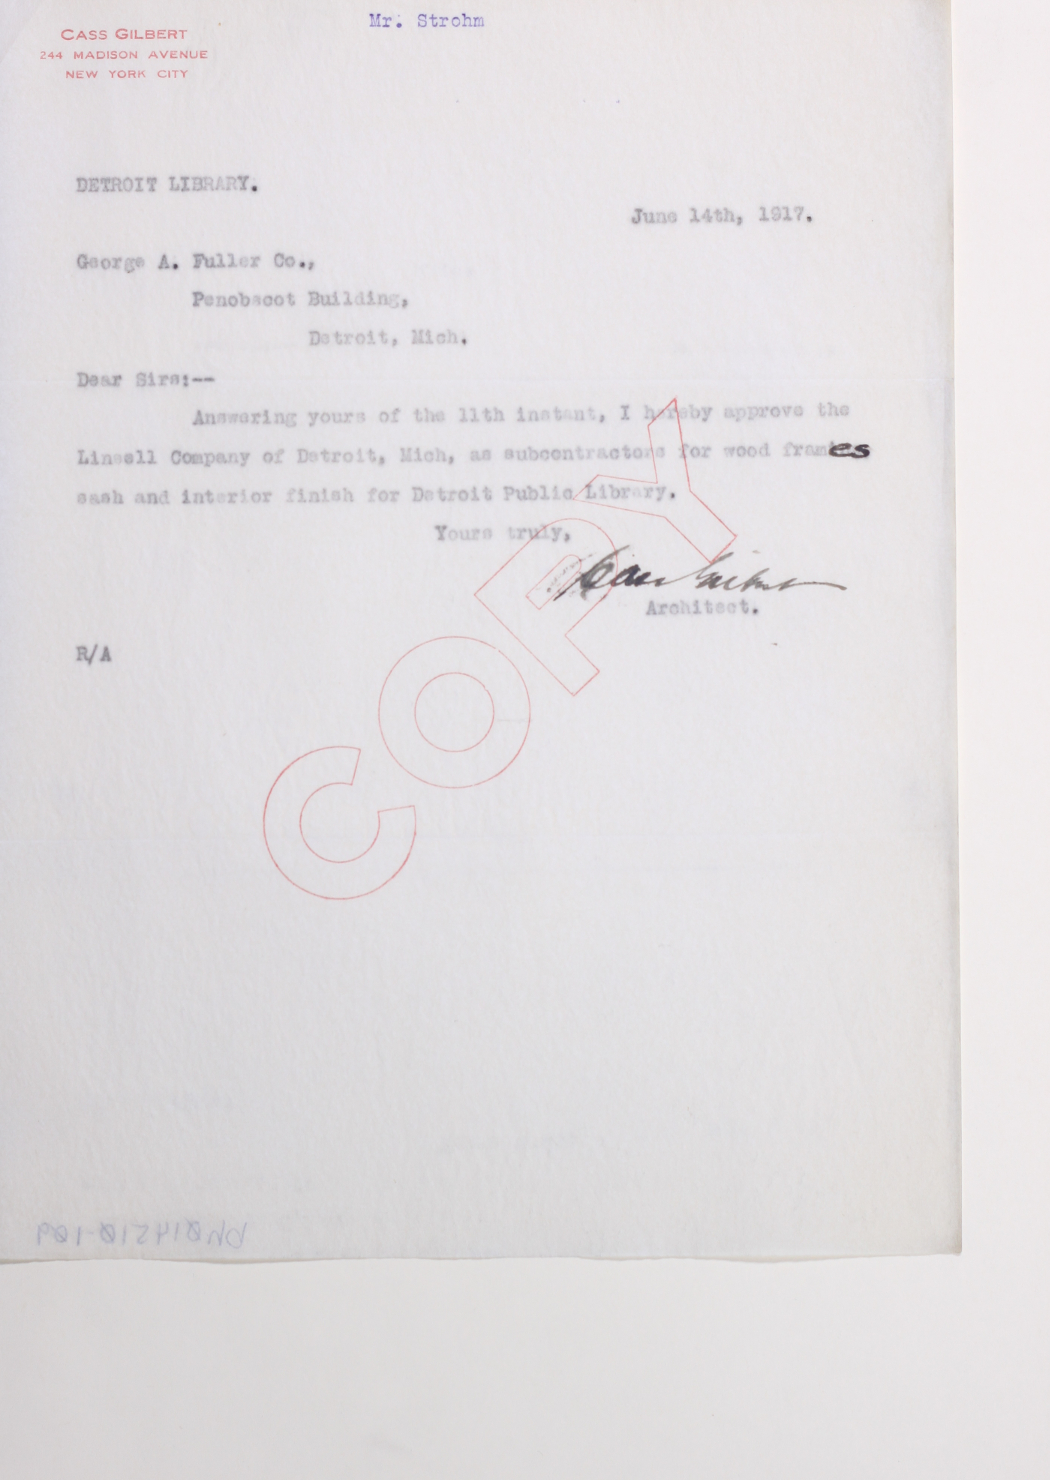 Mr. Strohm
CASS GILBERT
244 MADISON AVENUE
NEW YORK CITY
DETROIT LIBRARY.
June 14th, 1917.
George A. Fuller Co.,
Penobscot Building,
Detroit, Mich.
Dear Sirs:--
Answering yours of the 11th instant, I hereby approve the
Linsell Company of Detroit, Mich, as subcontractors for wood frames
sash and interior finish for Detroit Public Library.
Yours truly,
Cass Gilbert
Architect.
R/A
COPY